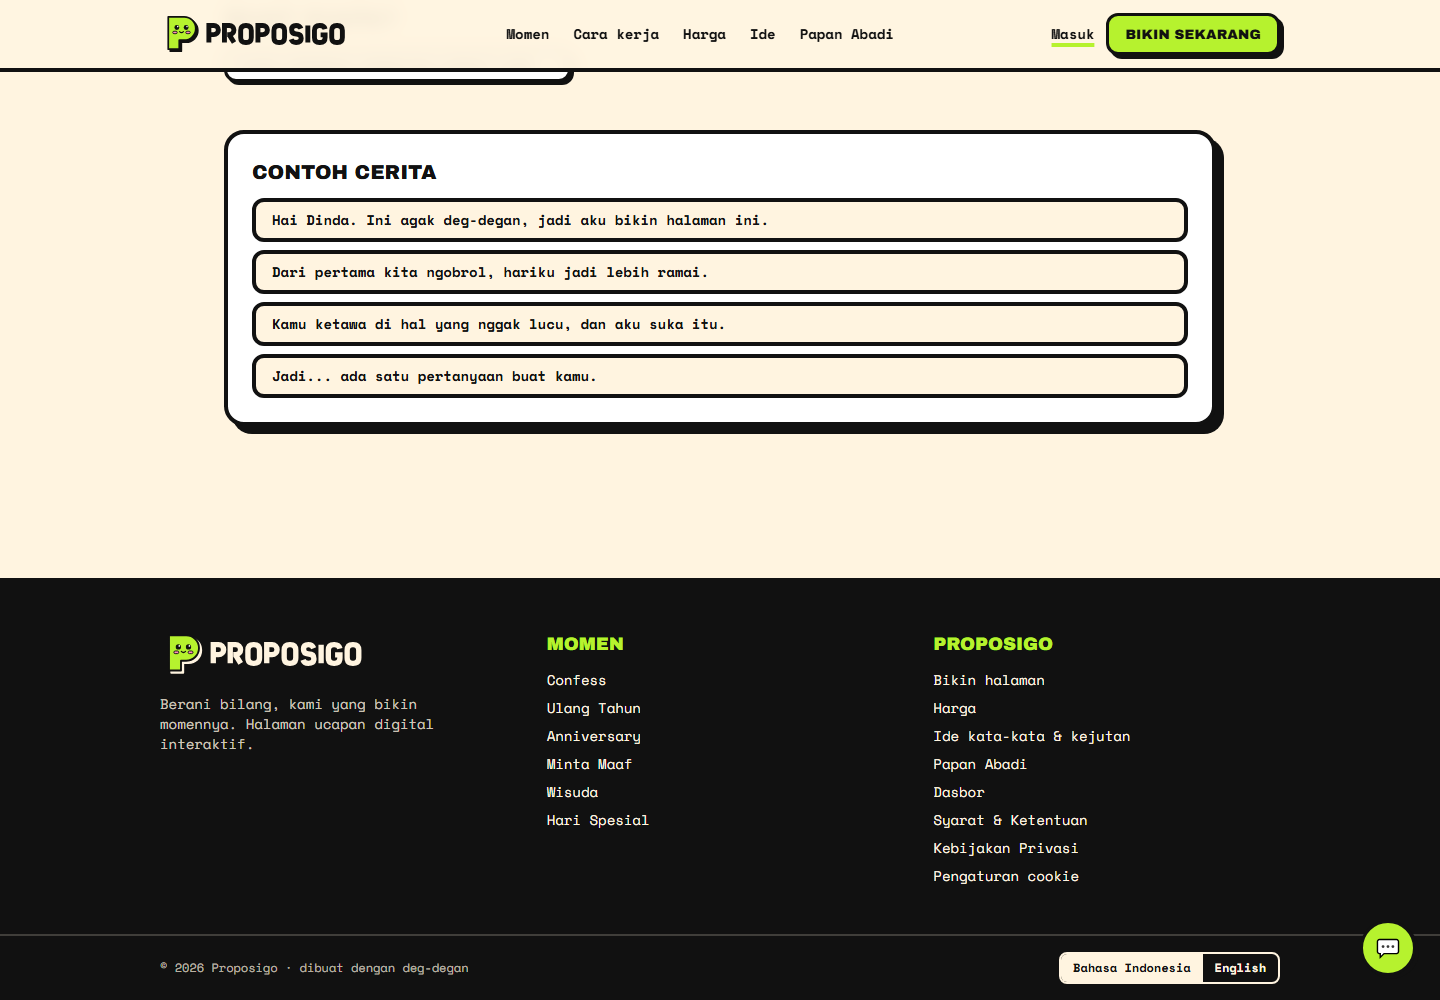 PROPOSIGO
Momen
Cara kerja
Harga
Ide
Papan Abadi
Masuk
BIKIN SEKARANG
CONTOH CERITA
Hai Dinda. Ini agak deg-degan, jadi aku bikin halaman ini.
Dari pertama kita ngobrol, hariku jadi lebih ramai.
Kamu ketawa di hal yang nggak lucu, dan aku suka itu.
Jadi... ada satu pertanyaan buat kamu.
PROPOSIGO
Berani bilang, kami yang bikin
momennya. Halaman ucapan digital
interaktif.
MOMEN
Confess
Ulang Tahun
Anniversary
Minta Maaf
Wisuda
Hari Spesial
PROPOSIGO
Bikin halaman
Harga
Ide kata-kata & kejutan
Papan Abadi
Dasbor
Syarat & Ketentuan
Kebijakan Privasi
Pengaturan cookie
© 2026 Proposigo · dibuat dengan deg-degan
Bahasa Indonesia
English